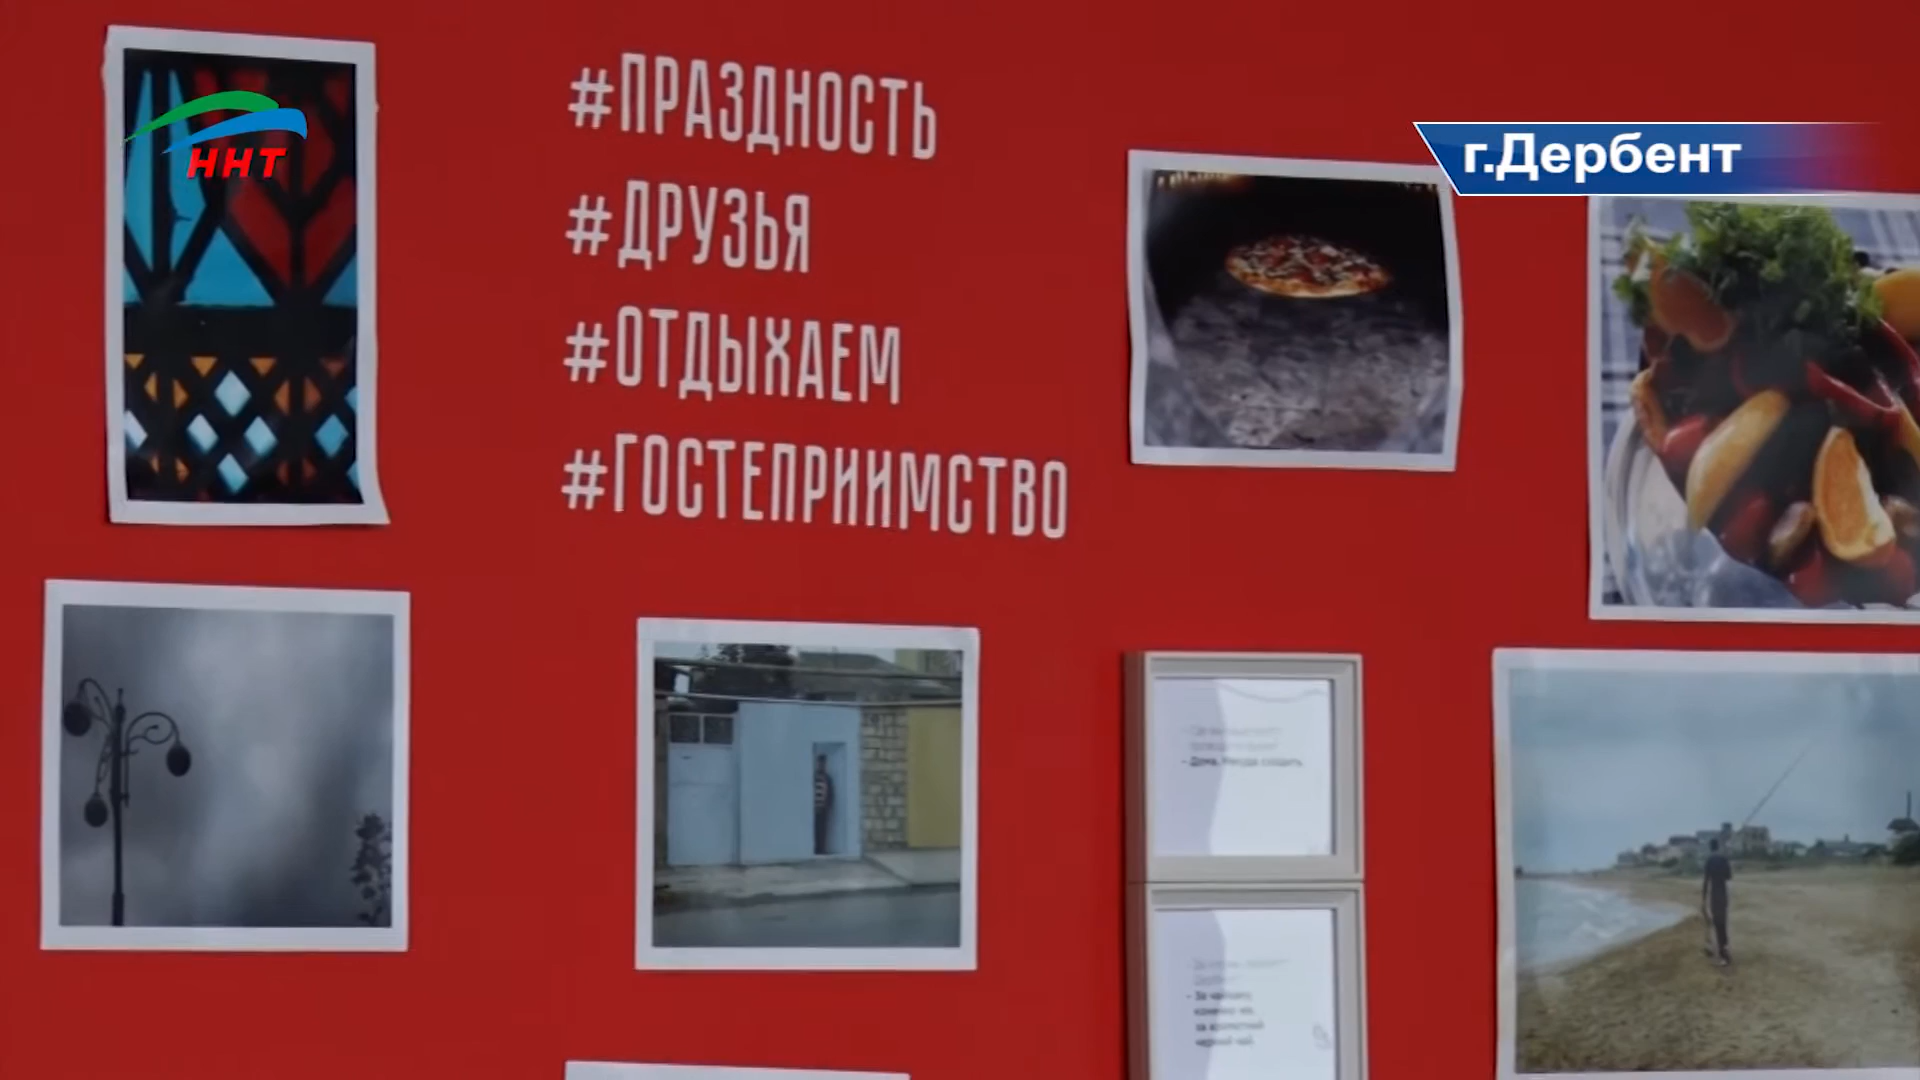 ННТ
г.Дербент
#ПРАЗДНОСТЬ
#ДРУЗЬЯ
#ОТДЫХАЕМ
#ГОСТЕПРИИМСТВО